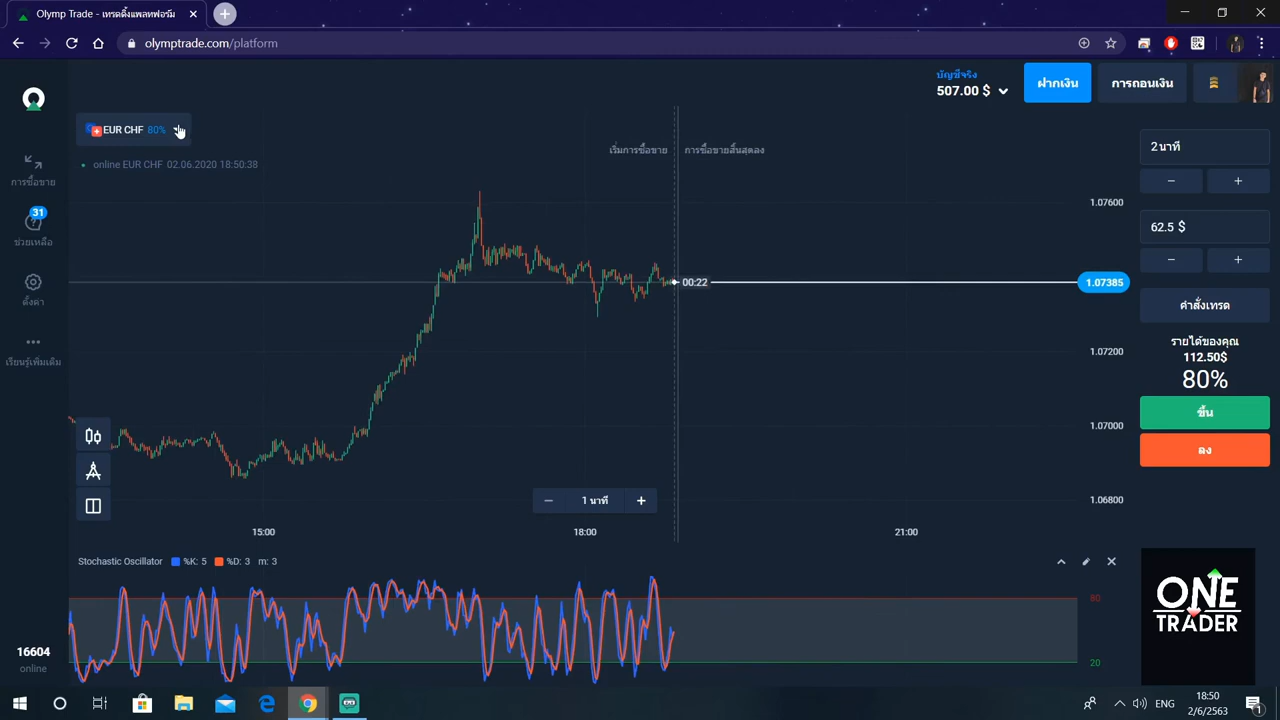 Olymp Trade - เทรดดิ้งแพลทฟอร์ม
olymptrade.com/platform
บัญชีจริง
507.00 $
ฝากเงิน
การถอนเงิน
EUR CHF 80%
online EUR CHF 02.06.2020 18:50:38
การซื้อขาย
31
ช่วยเหลือ
ตั้งค่า
เรียนรู้เพิ่มเติม
เริ่มการซื้อขาย
การซื้อขายสิ้นสุดลง
1.07600
00:22
1.07385
1.07200
1.07000
1.06800
1 นาที
15:00
18:00
21:00
2 นาที
62.5 $
คำสั่งเทรด
รายได้ของคุณ
112.50$
80%
ขึ้น
ลง
Stochastic Oscillator %K: 5 %D: 3 m: 3
80
20
ONE
TRADER
16604
online
ENG
18:50
2/6/2563
1